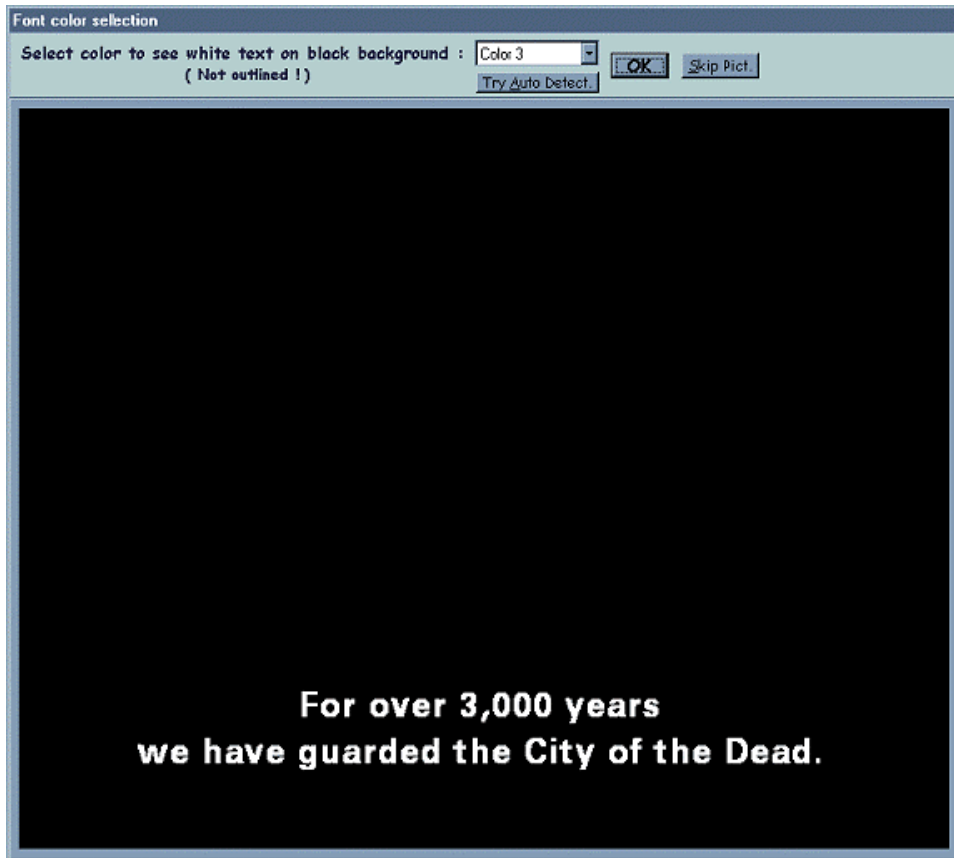 Font color selection
Select color to see white text on black background :
( Not outlined ! )
Color 3
Try Auto Detect.
OK
Skip Pict.
For over 3,000 years
we have guarded the City of the Dead.